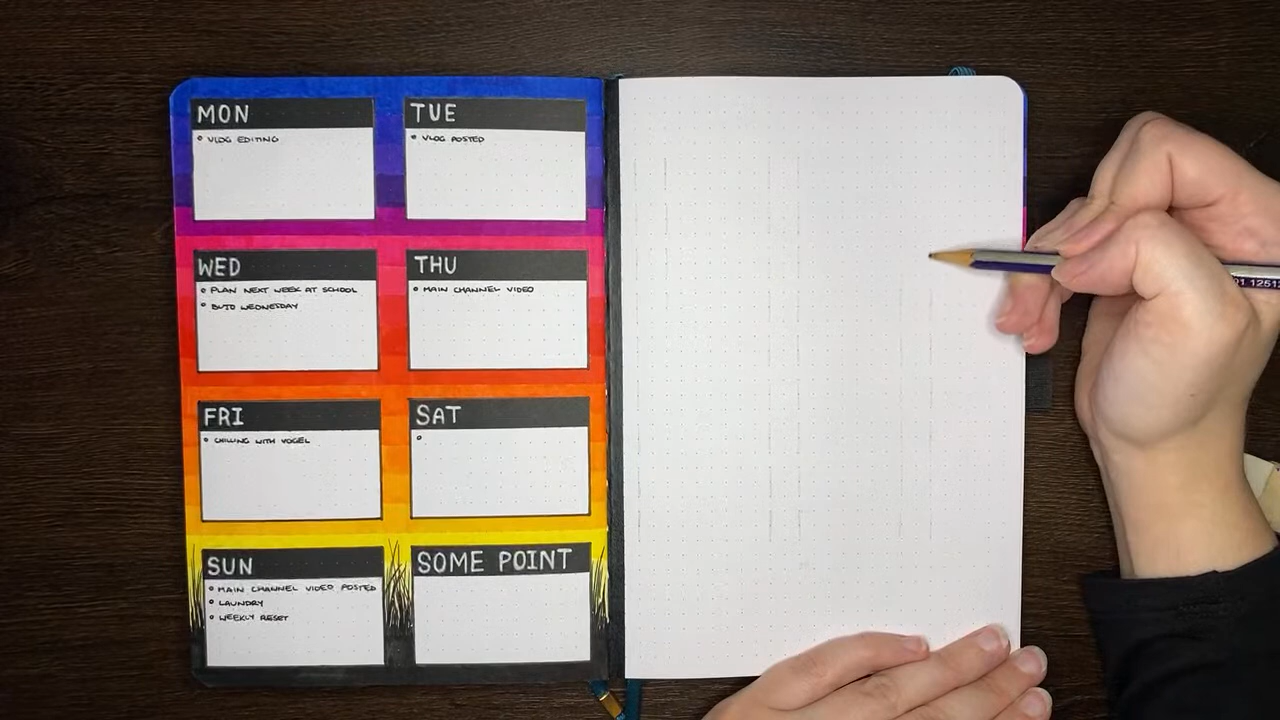 MON
VLOG EDITING
TUE
VLOG POSTED
WED
PLAN NEXT WEEK AT SCHOOL
BUJO WEDNESDAY
THU
MAIN CHANNEL VIDEO
FRI
CHILLING WITH VOGEL
SAT
SUN
MAIN CHANNEL VIDEO POSTED
LAUNDRY
WEEKLY RESET
SOME POINT